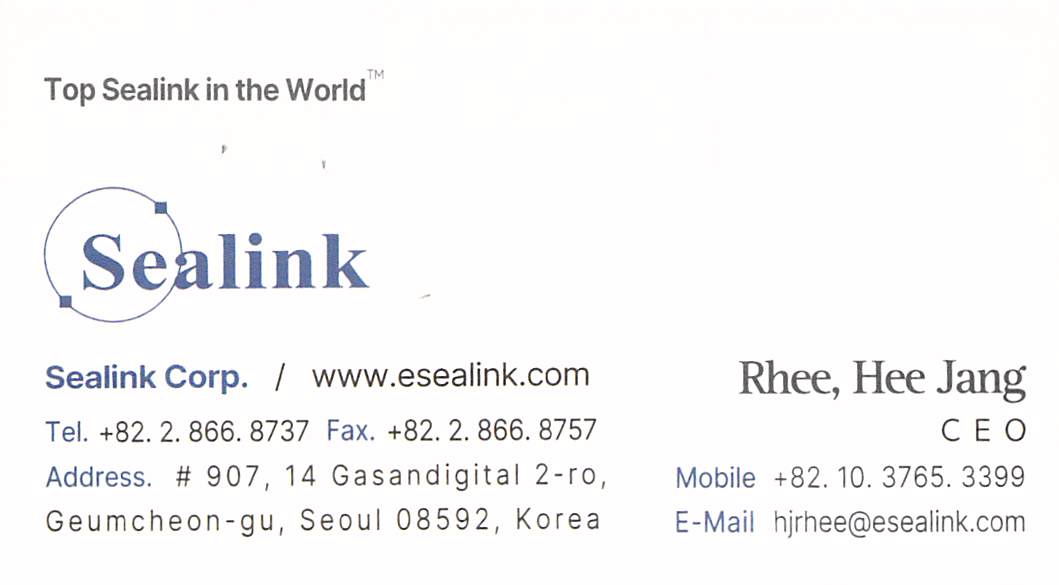 Top Sealink in the World™
Sealink
Sealink Corp. / www.esealink.com
Tel. +82. 2. 866. 8737 Fax. +82. 2. 866. 8757
Address. # 907, 14 Gasandigital 2-ro,
Geumcheon-gu, Seoul 08592, Korea
Rhee, Hee Jang
CEO
Mobile +82. 10. 3765. 3399
E-Mail hjrhee@esealink.com